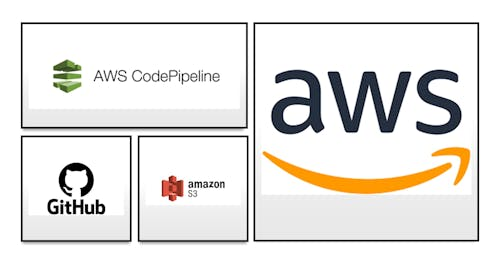 AWS CodePipeline
aws
GitHub
amazon
S3